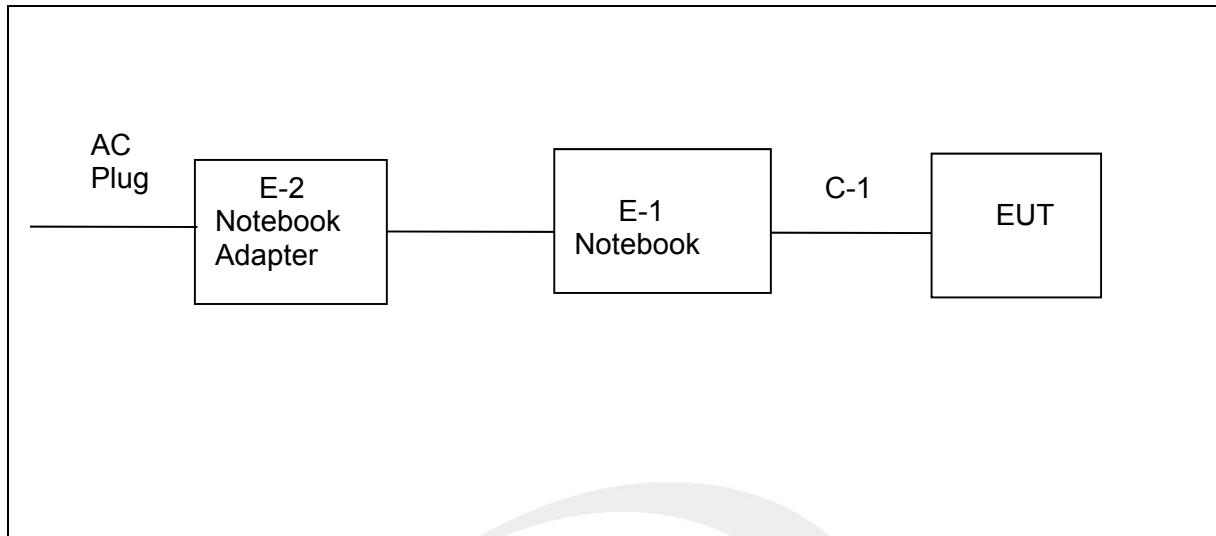 AC
Plug
E-2
Notebook
Adapter
E-1
Notebook
C-1
EUT